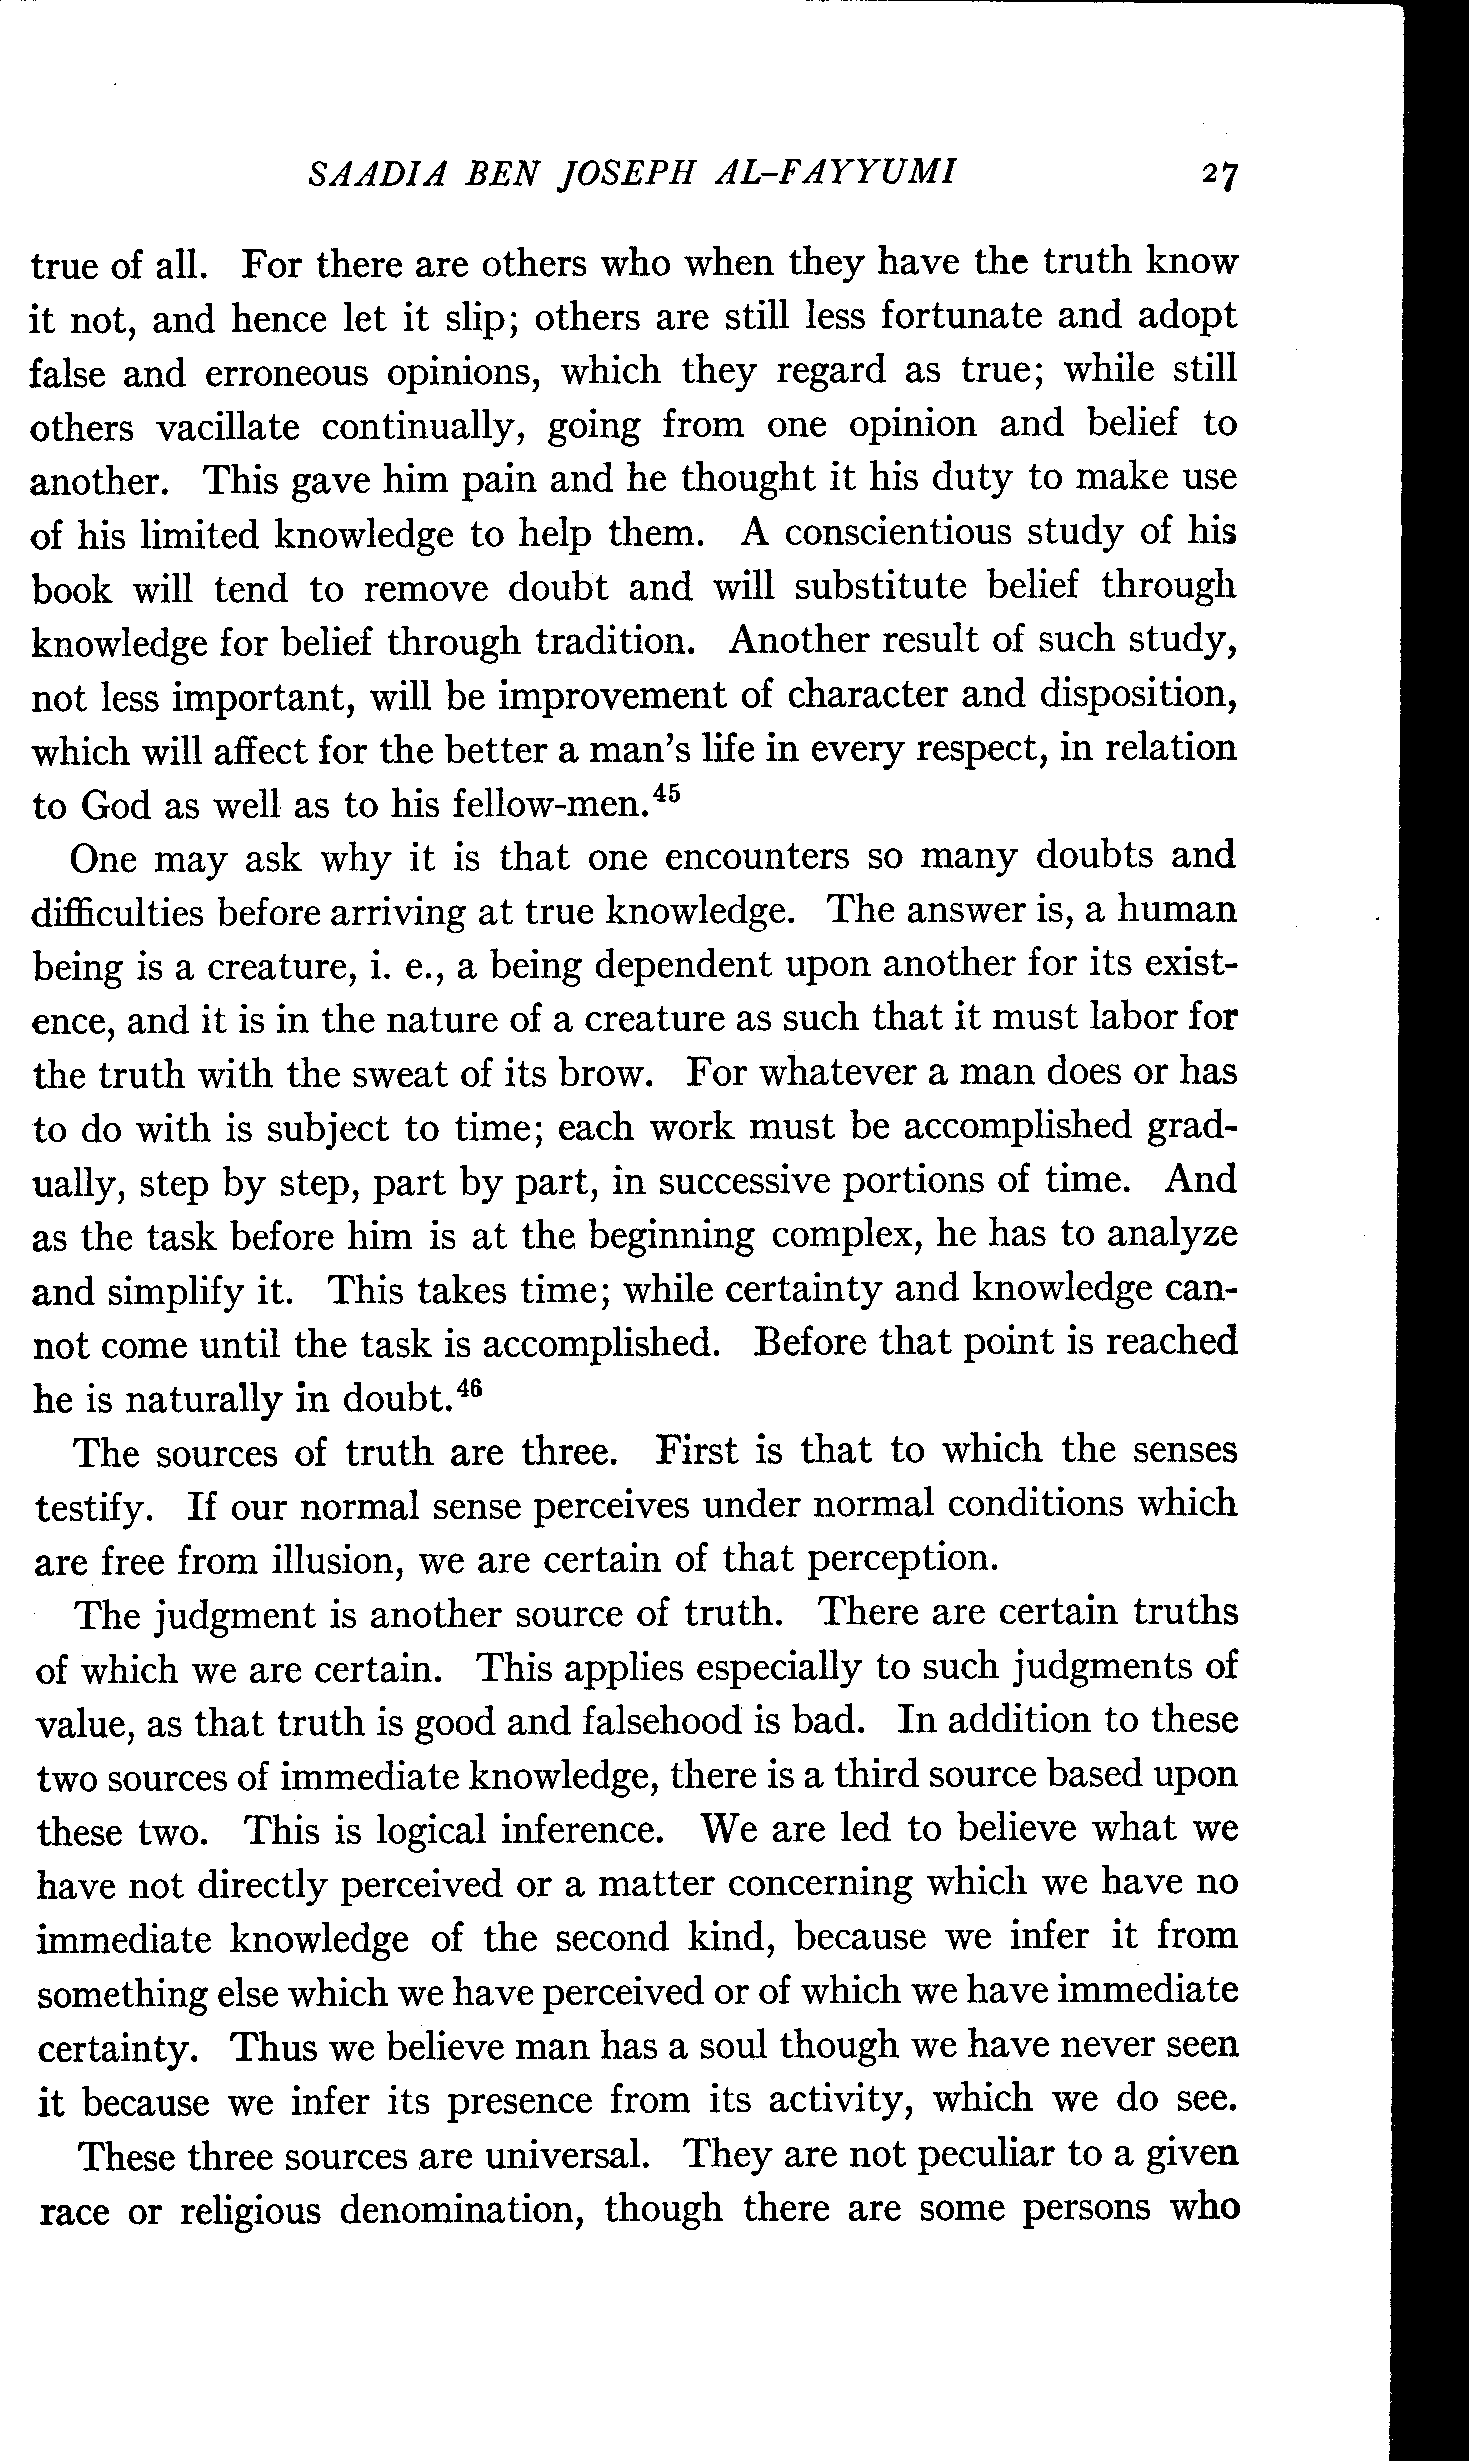 SAADIA BEN JOSEPH AL-FAYYUMI 27
true of all. For there are others who when they have the truth know
it not, and hence let it slip; others are still less fortunate and adopt
false and erroneous opinions, which they regard as true; while still
others vacillate continually, going from one opinion and belief to
another. This gave him pain and he thought it his duty to make use
of his limited knowledge to help them. A conscientious study of his
book will tend to remove doubt and will substitute belief through
knowledge for belief through tradition. Another result of such study,
not less important, will be improvement of character and disposition,
which will affect for the better a man's life in every respect, in relation
to God as well as to his fellow-men.⁴⁵
One may ask why it is that one encounters so many doubts and
difficulties before arriving at true knowledge. The answer is, a human
being is a creature, i. e., a being dependent upon another for its exist-
ence, and it is in the nature of a creature as such that it must labor for
the truth with the sweat of its brow. For whatever a man does or has
to do with is subject to time; each work must be accomplished grad-
ually, step by step, part by part, in successive portions of time. And
as the task before him is at the beginning complex, he has to analyze
and simplify it. This takes time; while certainty and knowledge can-
not come until the task is accomplished. Before that point is reached
he is naturally in doubt.⁴⁶
The sources of truth are three. First is that to which the senses
testify. If our normal sense perceives under normal conditions which
are free from illusion, we are certain of that perception.
The judgment is another source of truth. There are certain truths
of which we are certain. This applies especially to such judgments of
value, as that truth is good and falsehood is bad. In addition to these
two sources of immediate knowledge, there is a third source based upon
these two. This is logical inference. We are led to believe what we
have not directly perceived or a matter concerning which we have no
immediate knowledge of the second kind, because we infer it from
something else which we have perceived or of which we have immediate
certainty. Thus we believe man has a soul though we have never seen
it because we infer its presence from its activity, which we do see.
These three sources are universal. They are not peculiar to a given
race or religious denomination, though there are some persons who